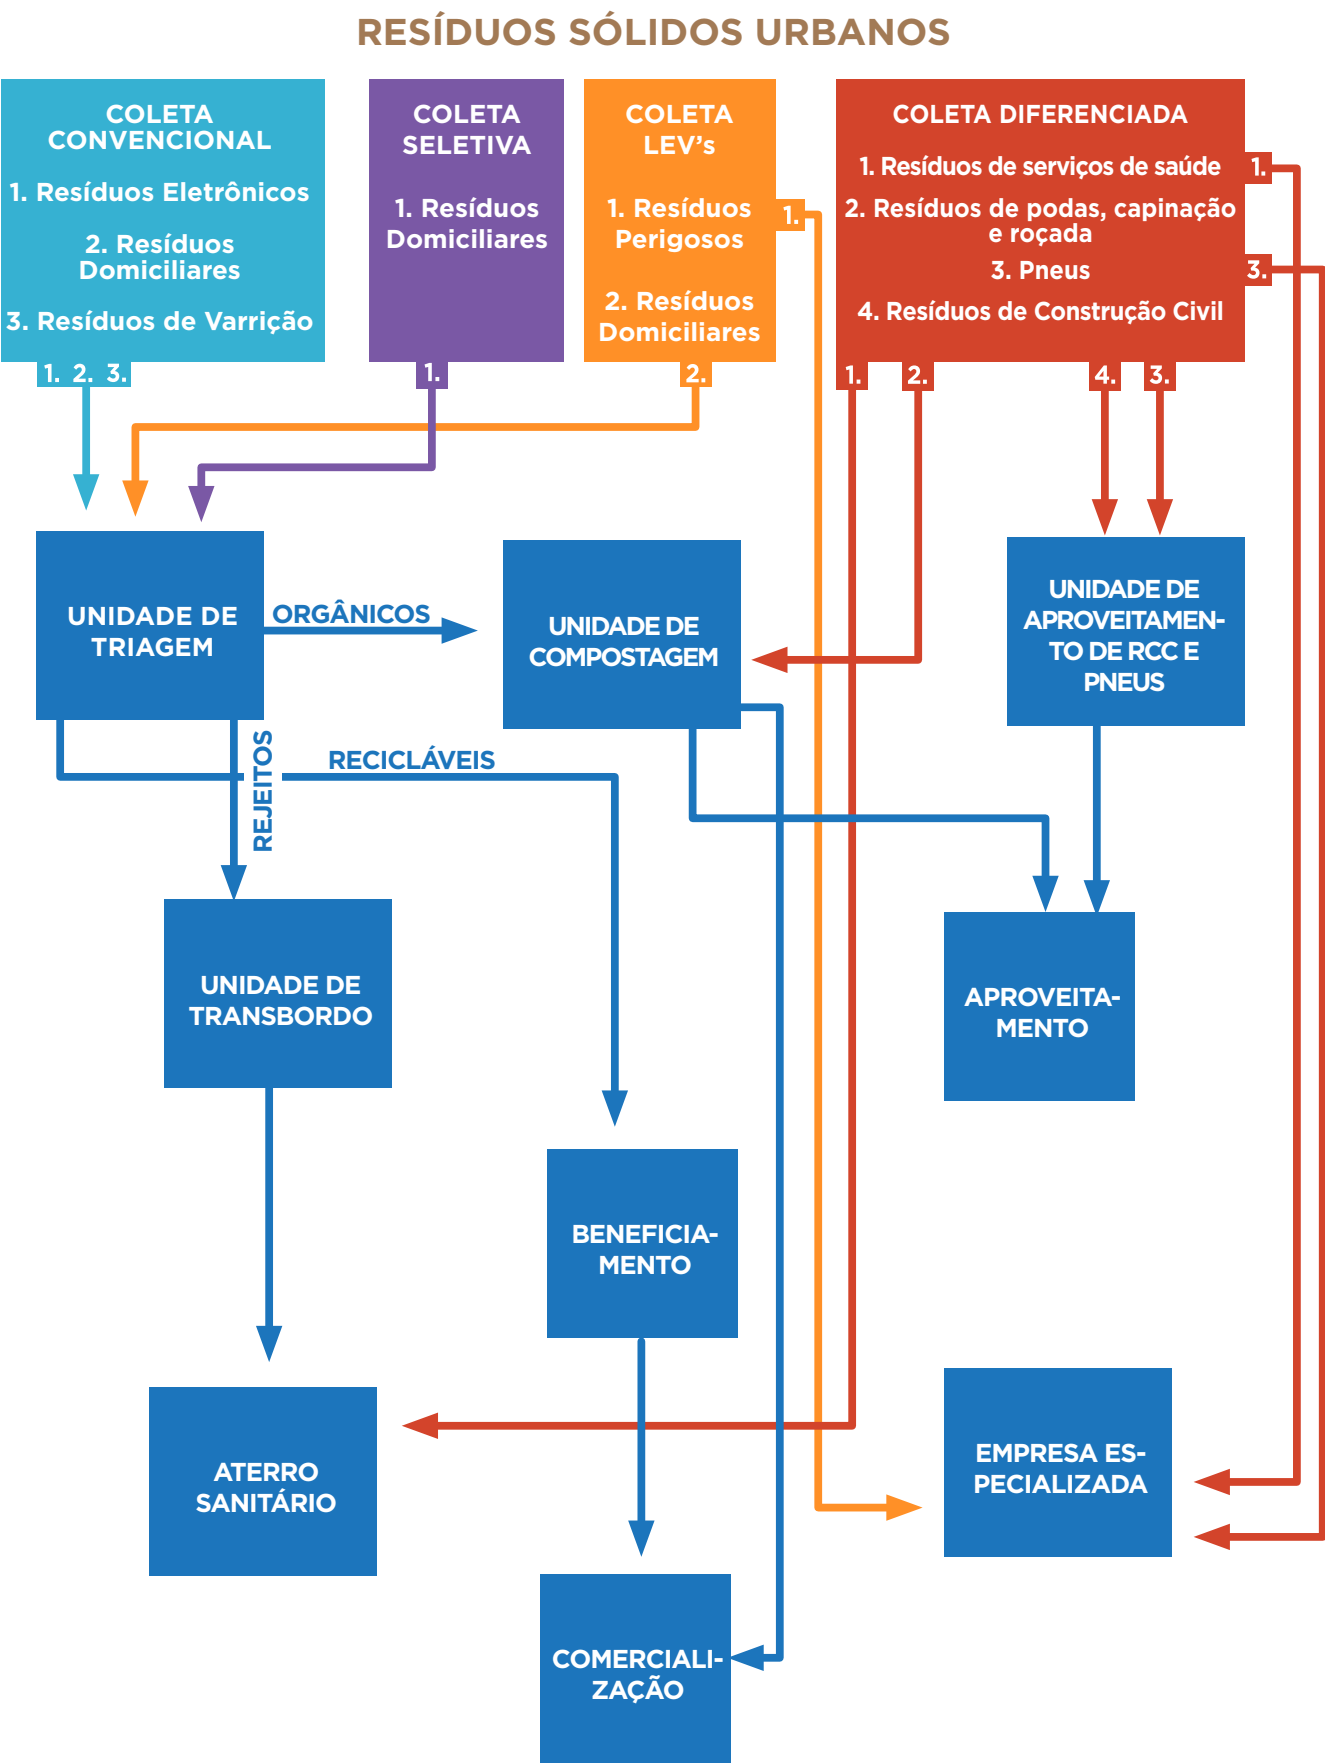 RESÍDUOS SÓLIDOS URBANOS
COLETA
CONVENCIONAL
1. Resíduos Eletrônicos
2. Resíduos
Domiciliares
3. Resíduos de Varrição
1. 2. 3.
COLETA
SELETIVA
1. Resíduos
Domiciliares
1.
COLETA
LEV's
1. Resíduos
Perigosos
1.
2. Resíduos
Domiciliares
2.
COLETA DIFERENCIADA
1. Resíduos de serviços de saúde
1.
2. Resíduos de podas, capinação
e roçada
3. Pneus
3.
4. Resíduos de Construção Civil
1.
2.
4.
3.
UNIDADE DE
TRIAGEM
ORGÂNICOS
UNIDADE DE
COMPOSTAGEM
UNIDADE DE
APROVEITAMEN-
TO DE RCC E
PNEUS
REJEITOS
RECICLÁVEIS
UNIDADE DE
TRANSBORDO
APROVEITA-
MENTO
BENEFICIA-
MENTO
ATERRO
SANITÁRIO
EMPRESA ES-
PECIALIZADA
COMERCIALI-
ZAÇÃO